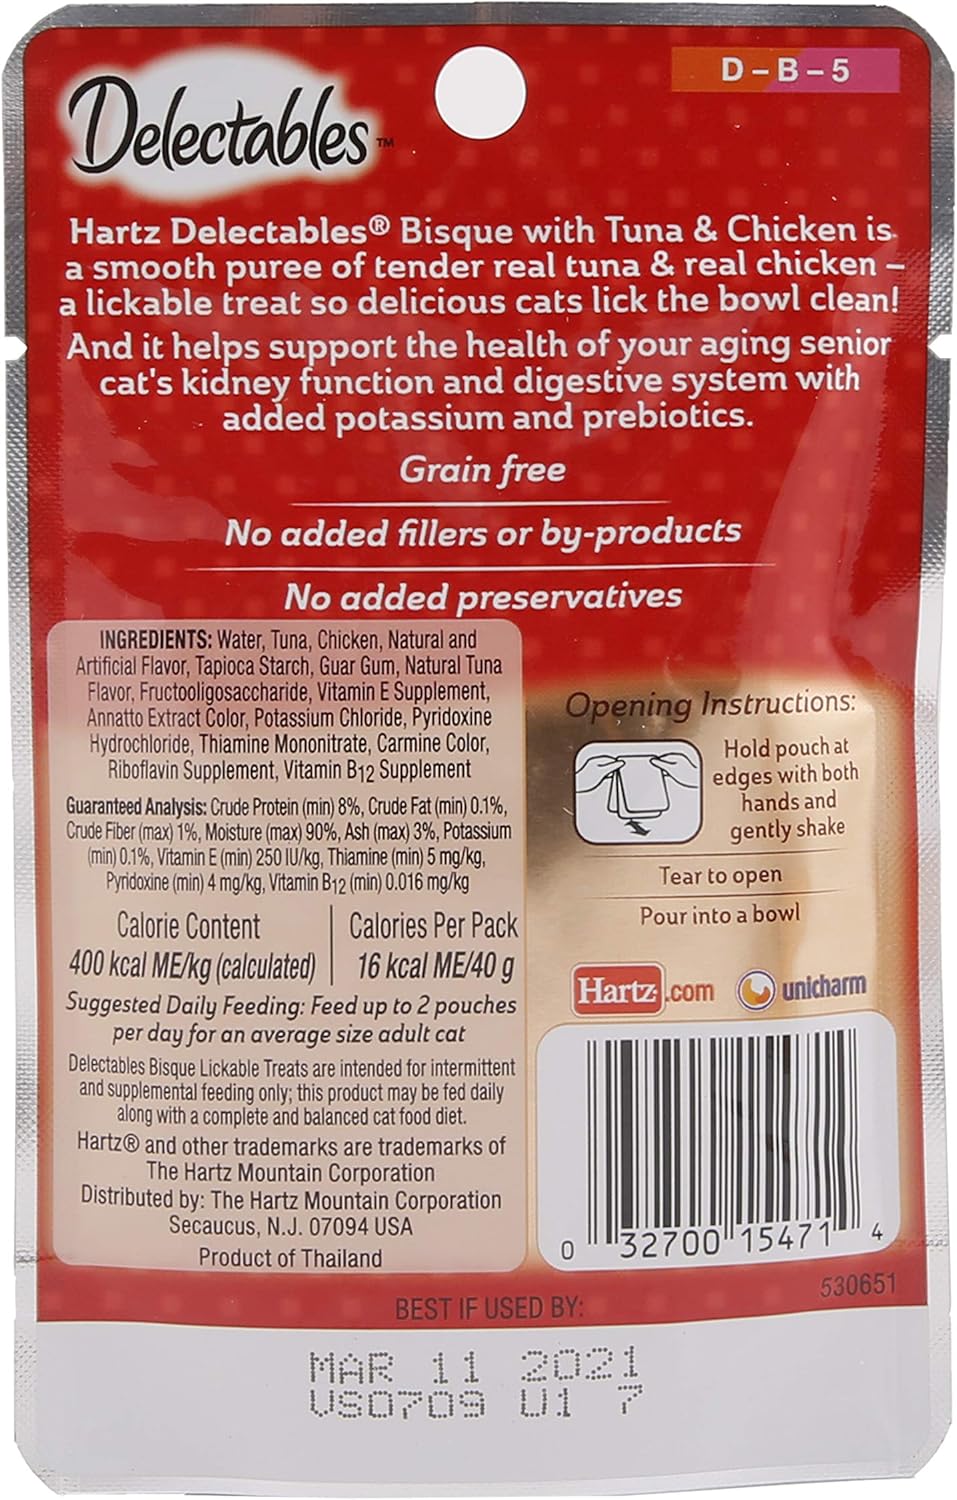 Delectables™
D – B – 5
Hartz Delectables® Bisque with Tuna & Chicken is
a smooth puree of tender real tuna & real chicken –
a lickable treat so delicious cats lick the bowl clean!
And it helps support the health of your aging senior
cat's kidney function and digestive system with
added potassium and prebiotics.
Grain free
No added fillers or by-products
No added preservatives
INGREDIENTS: Water, Tuna, Chicken, Natural and
Artificial Flavor, Tapioca Starch, Guar Gum, Natural Tuna
Flavor, Fructooligosaccharide, Vitamin E Supplement,
Annatto Extract Color, Potassium Chloride, Pyridoxine
Hydrochloride, Thiamine Mononitrate, Carmine Color,
Riboflavin Supplement, Vitamin B12 Supplement
Guaranteed Analysis: Crude Protein (min) 8%, Crude Fat (min) 0.1%,
Crude Fiber (max) 1%, Moisture (max) 90%, Ash (max) 3%, Potassium
(min) 0.1%, Vitamin E (min) 250 IU/kg, Thiamine (min) 5 mg/kg,
Pyridoxine (min) 4 mg/kg, Vitamin B12 (min) 0.016 mg/kg
Calorie Content
400 kcal ME/kg (calculated)
Calories Per Pack
16 kcal ME/40 g
Suggested Daily Feeding: Feed up to 2 pouches
per day for an average size adult cat
Delectables Bisque Lickable Treats are intended for intermittent
and supplemental feeding only; this product may be fed daily
along with a complete and balanced cat food diet.
Hartz® and other trademarks are trademarks of
The Hartz Mountain Corporation
Distributed by: The Hartz Mountain Corporation
Secaucus, N.J. 07094 USA
Product of Thailand
Opening Instructions:
Hold pouch at
edges with both
hands and
gently shake
Tear to open
Pour into a bowl
Hartz.com
unicharm
0 32700 15471 4
530651
BEST IF USED BY:
MAR 11 2021
VS0709 U1 7